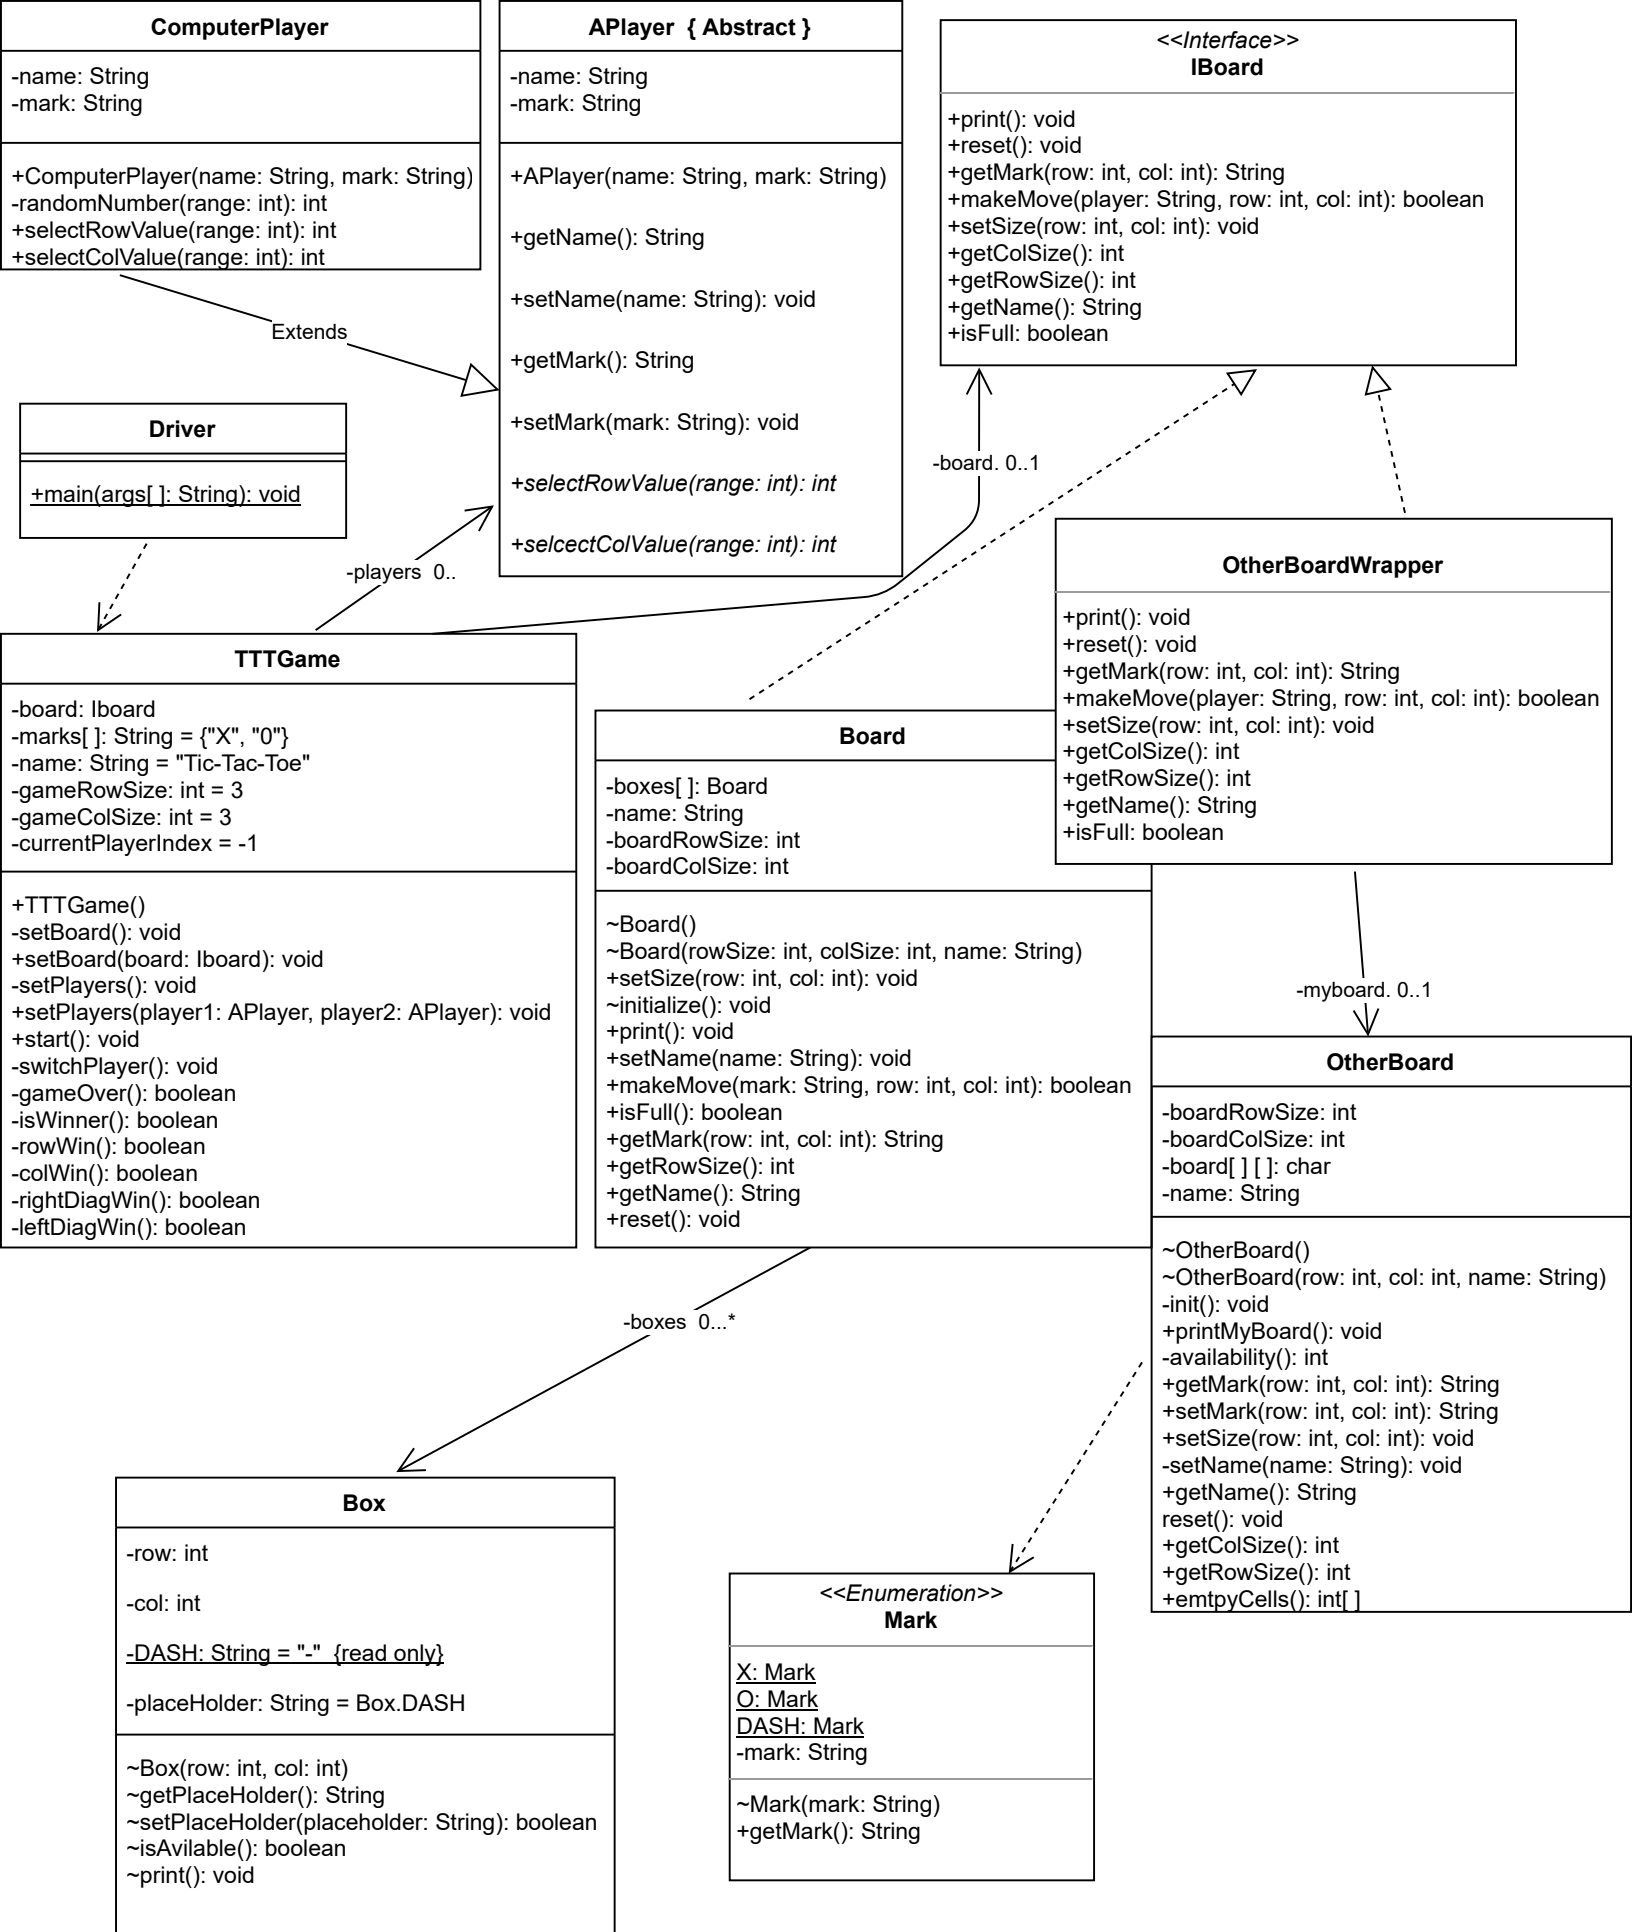 ComputerPlayer
-name: String
-mark: String
+ComputerPlayer(name: String, mark: String)
-randomNumber(range: int): int
+selectRowValue(range: int): int
+selectColValue(range: int): int
APlayer  { Abstract }
-name: String
-mark: String
+APlayer(name: String, mark: String)
+getName(): String
+setName(name: String): void
+getMark(): String
+setMark(mark: String): void
+selectRowValue(range: int): int
+selcectColValue(range: int): int
<<Interface>>
IBoard
+print(): void
+reset(): void
+getMark(row: int, col: int): String
+makeMove(player: String, row: int, col: int): boolean
+setSize(row: int, col: int): void
+getColSize(): int
+getRowSize(): int
+getName(): String
+isFull: boolean
Extends
Driver
+main(args[ ]: String): void
-players  0..
-board. 0..1
TTTGame
-board: Iboard
-marks[ ]: String = {"X", "0"}
-name: String = "Tic-Tac-Toe"
-gameRowSize: int = 3
-gameColSize: int = 3
-currentPlayerIndex = -1
+TTTGame()
-setBoard(): void
+setBoard(board: Iboard): void
-setPlayers(): void
+setPlayers(player1: APlayer, player2: APlayer): void
+start(): void
-switchPlayer(): void
-gameOver(): boolean
-isWinner(): boolean
-rowWin(): boolean
-colWin(): boolean
-rightDiagWin(): boolean
-leftDiagWin(): boolean
Board
-boxes[ ]: Board
-name: String
-boardRowSize: int
-boardColSize: int
~Board()
~Board(rowSize: int, colSize: int, name: String)
+setSize(row: int, col: int): void
~initialize(): void
+print(): void
+setName(name: String): void
+makeMove(mark: String, row: int, col: int): boolean
+isFull(): boolean
+getMark(row: int, col: int): String
+getRowSize(): int
+getName(): String
+reset(): void
OtherBoardWrapper
+print(): void
+reset(): void
+getMark(row: int, col: int): String
+makeMove(player: String, row: int, col: int): boolean
+setSize(row: int, col: int): void
+getColSize(): int
+getRowSize(): int
+getName(): String
+isFull: boolean
-myboard. 0..1
OtherBoard
-boardRowSize: int
-boardColSize: int
-board[ ] [ ]: char
-name: String
~OtherBoard()
~OtherBoard(row: int, col: int, name: String)
-init(): void
+printMyBoard(): void
-availability(): int
+getMark(row: int, col: int): String
+setMark(row: int, col: int): String
+setSize(row: int, col: int): void
-setName(name: String): void
+getName(): String
reset(): void
+getColSize(): int
+getRowSize(): int
+emtpyCells(): int[ ]
-boxes  0...*
Box
-row: int
-col: int
-DASH: String = "-"  {read only}
-placeHolder: String = Box.DASH
~Box(row: int, col: int)
~getPlaceHolder(): String
~setPlaceHolder(placeholder: String): boolean
~isAvilable(): boolean
~print(): void
<<Enumeration>>
Mark
X: Mark
O: Mark
DASH: Mark
-mark: String
~Mark(mark: String)
+getMark(): String